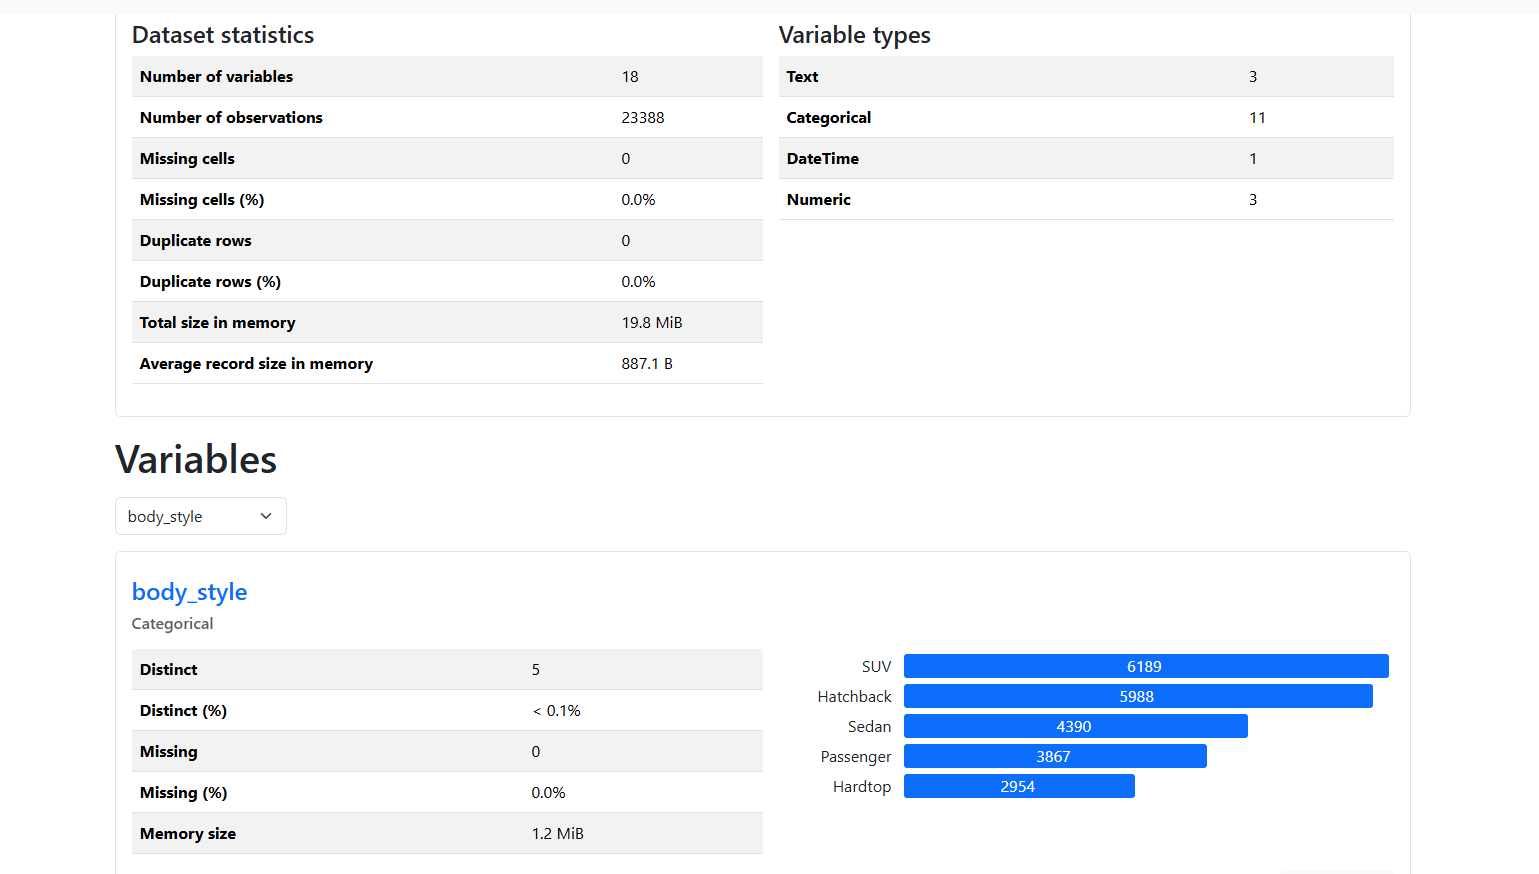 Dataset statistics
Number of variables 18
Number of observations 23388
Missing cells 0
Missing cells (%) 0.0%
Duplicate rows 0
Duplicate rows (%) 0.0%
Total size in memory 19.8 MiB
Average record size in memory 887.1 B
Variable types
Text 3
Categorical 11
DateTime 1
Numeric 3
Variables
body_style
body_style
Categorical
Distinct 5
Distinct (%) < 0.1%
Missing 0
Missing (%) 0.0%
Memory size 1.2 MiB
SUV 6189
Hatchback 5988
Sedan 4390
Passenger 3867
Hardtop 2954